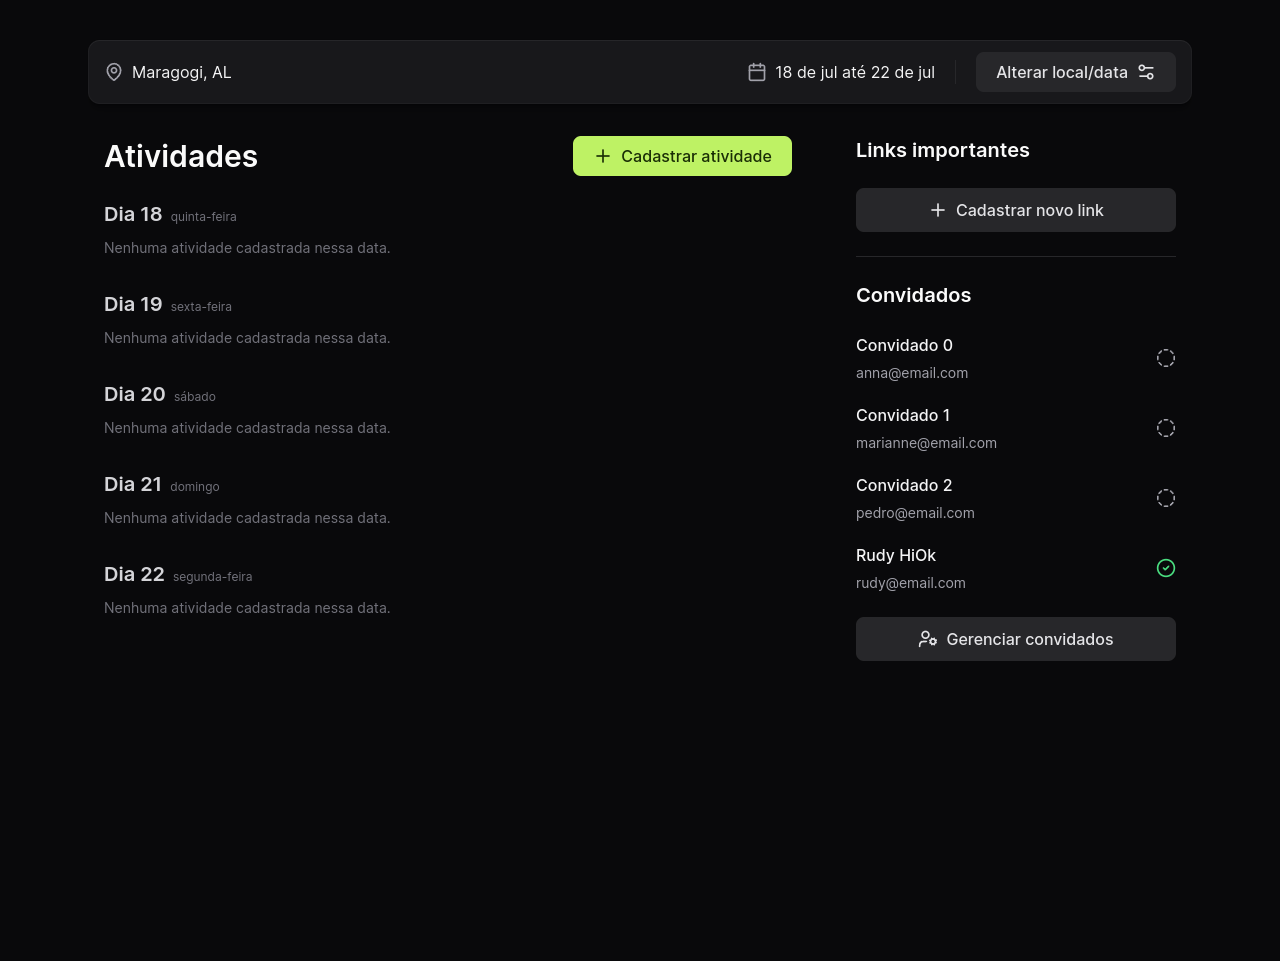 Maragogi, AL
18 de jul até 22 de jul
Alterar local/data
Atividades
Cadastrar atividade
Dia 18 quinta-feira
Nenhuma atividade cadastrada nessa data.
Dia 19 sexta-feira
Nenhuma atividade cadastrada nessa data.
Dia 20 sábado
Nenhuma atividade cadastrada nessa data.
Dia 21 domingo
Nenhuma atividade cadastrada nessa data.
Dia 22 segunda-feira
Nenhuma atividade cadastrada nessa data.
Links importantes
Cadastrar novo link
Convidados
Convidado 0
anna@email.com
Convidado 1
marianne@email.com
Convidado 2
pedro@email.com
Rudy HiOk
rudy@email.com
Gerenciar convidados